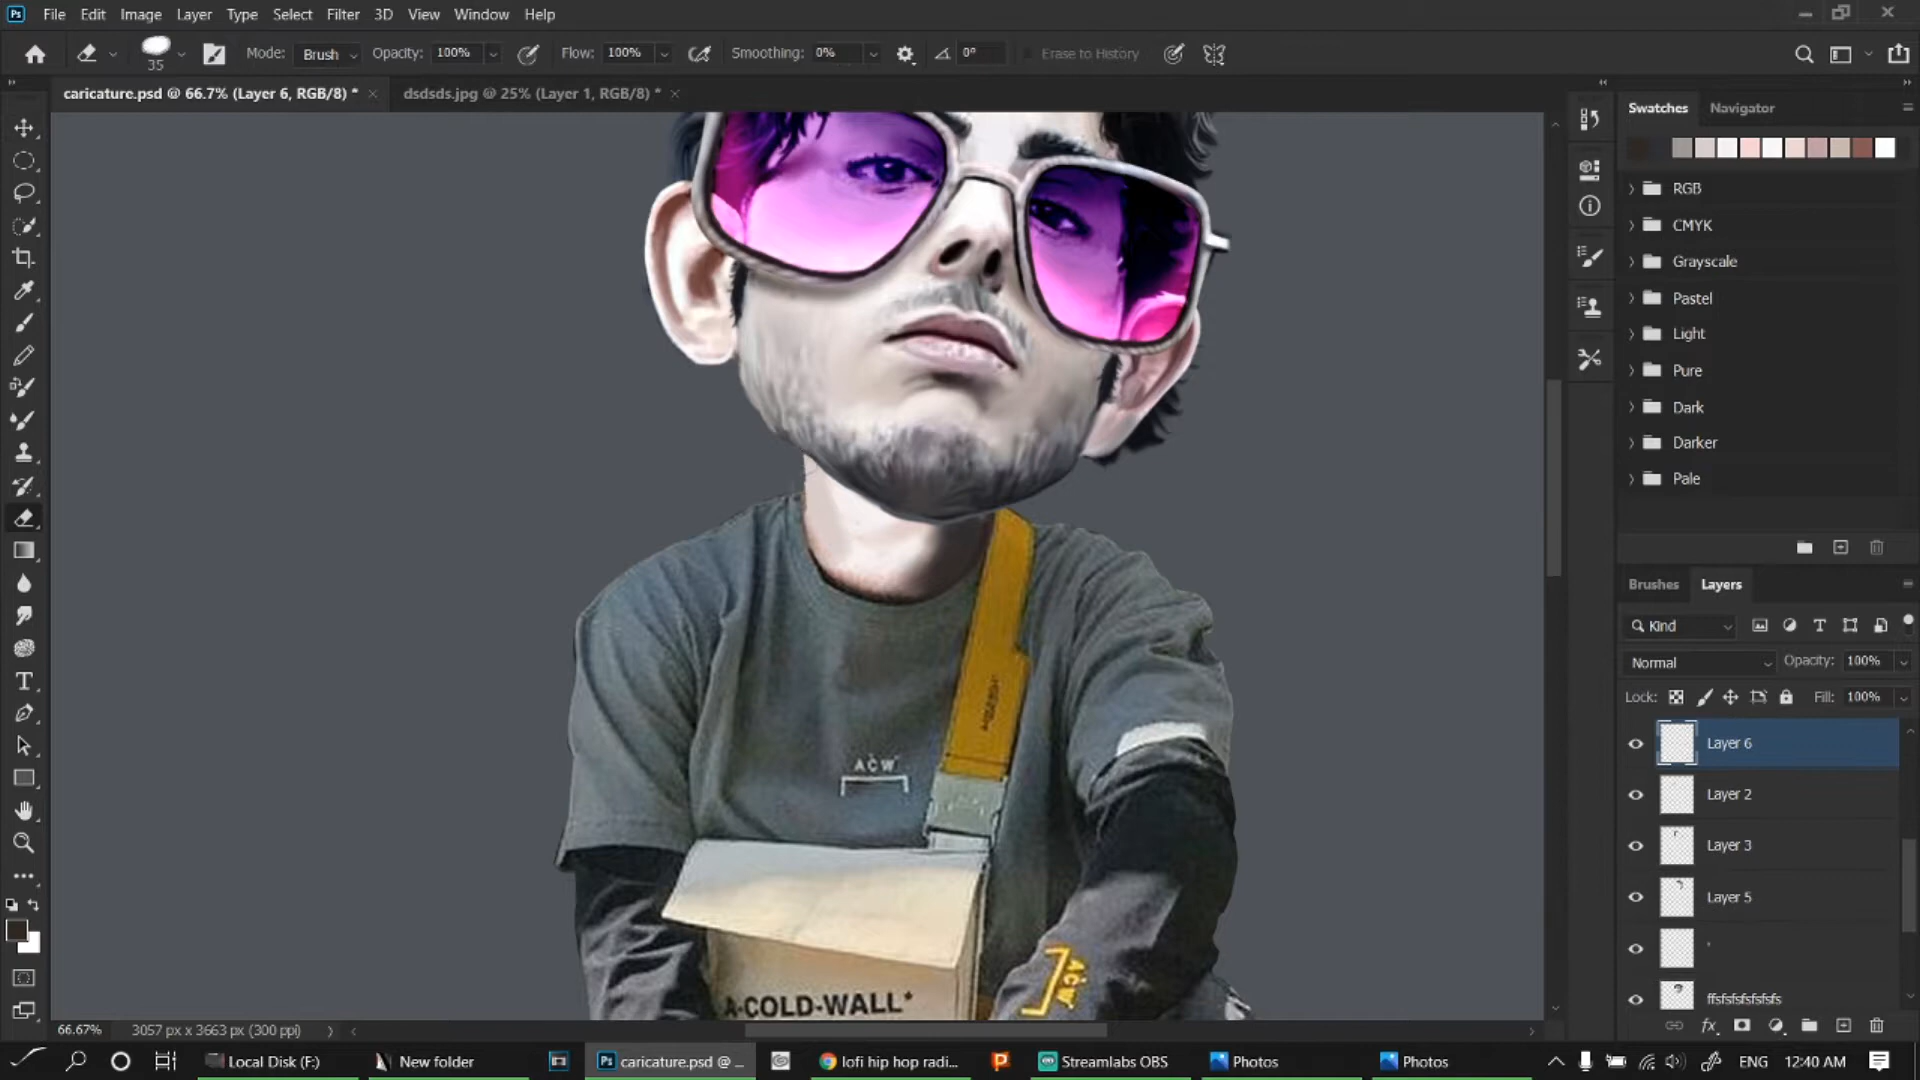 Ps File Edit Image Layer Type Select Filter 3D View Window Help
35 Mode: Brush Opacity: 100% Flow: 100% Smoothing: 0% 0° Erase to History
caricature.psd @ 66.7% (Layer 6, RGB/8) * × dsdsds.jpg @ 25% (Layer 1, RGB/8) * ×
Swatches Navigator
RGB
CMYK
Grayscale
Pastel
Light
Pure
Dark
Darker
Pale
Brushes Layers
Kind
Normal Opacity: 100%
Lock: Fill: 100%
Layer 6
Layer 2
Layer 3
Layer 5
'
ffsfsfsfsfsfs
ACW
ACW*
A-COLD-WALL*
66.67% 3057 px x 3663 px (300 ppi)
Local Disk (F:) New folder Ps caricature.psd @ ... lofi hip hop radi... Streamlabs OBS Photos Photos ENG 12:40 AM